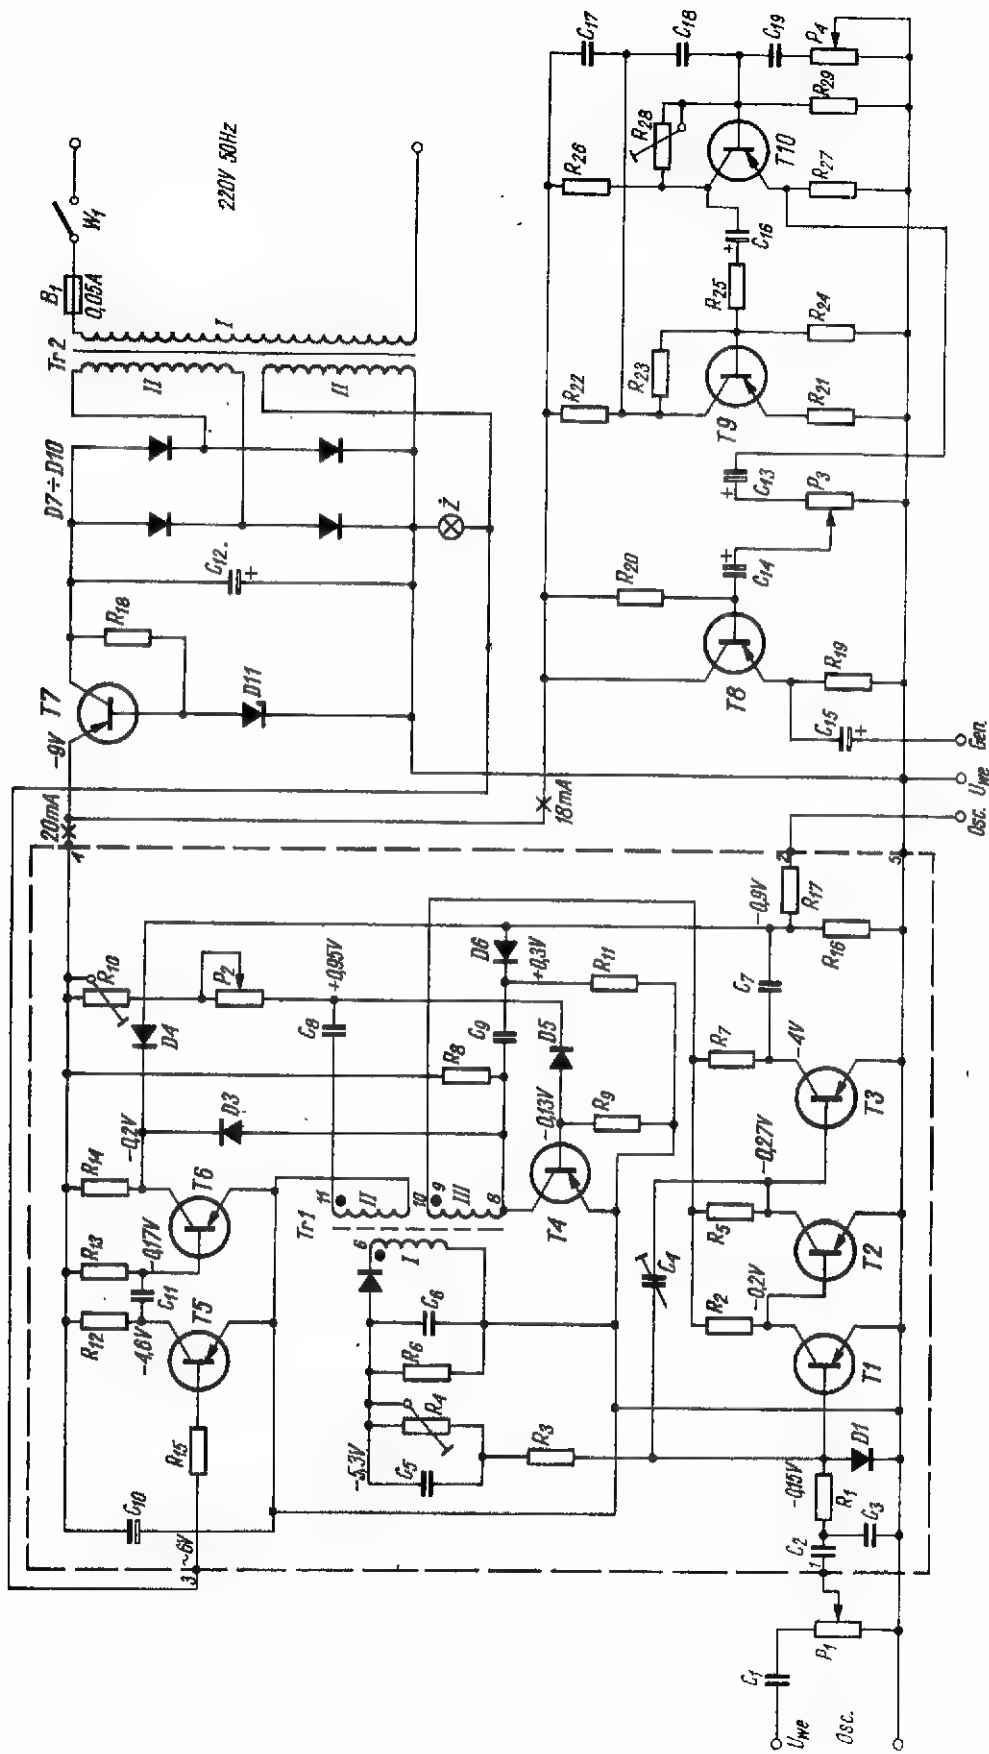 Tr2
B1
0,05A
W1
220V 50Hz
I
II
II
D7÷D10
C12
+
Ż
R18
T7
-9V
D11
20mA
4
18mA
R22
R23
T9
R21
R24
R25
C16
+
R26
R28
T10
R27
R29
C17
C18
C19
P4
C13
+
P3
C14
+
R20
T8
R19
C15
+
Gen.
Uwe
Osc.
2
5
R17
R16
-0,9V
C7
R10
P2
D4
+0,95V
C8
D6
+0,3V
R11
C9
R8
D5
R9
-0,13V
T4
D3
R14
-0,2V
T6
R13
-0,17V
C11
R12
-4,6V
T5
R15
C10
3
~6V
Tr1
11
II
10
9
III
8
6
I
C6
R6
R4
C5
-5,3V
R3
C4
R7
-4V
T3
-0,27V
R5
T2
R2
-0,2V
T1
D1
-0,15V
R1
C3
C2
1
P1
C1
Uwe
Osc.